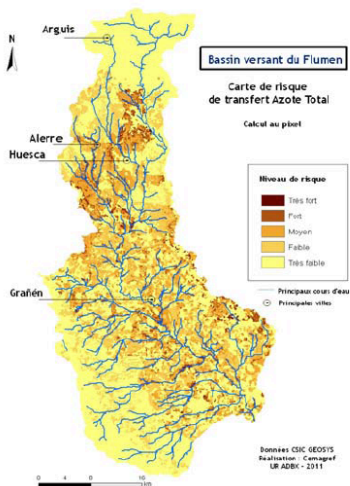 Arguis
N
Bassin versant du Flumen
Carte de risque
de transfert Azote Total
Calcul au pixel
Alerre
Huesca
Niveau de risque
Très fort
Fort
Moyen
Faible
Très faible
Principaux cours d'eau
Principales villes
Grañén
Données CSIC GEOSYS
Réalisation : Cemagref
UR ADBX - 2011
0 4 8 16